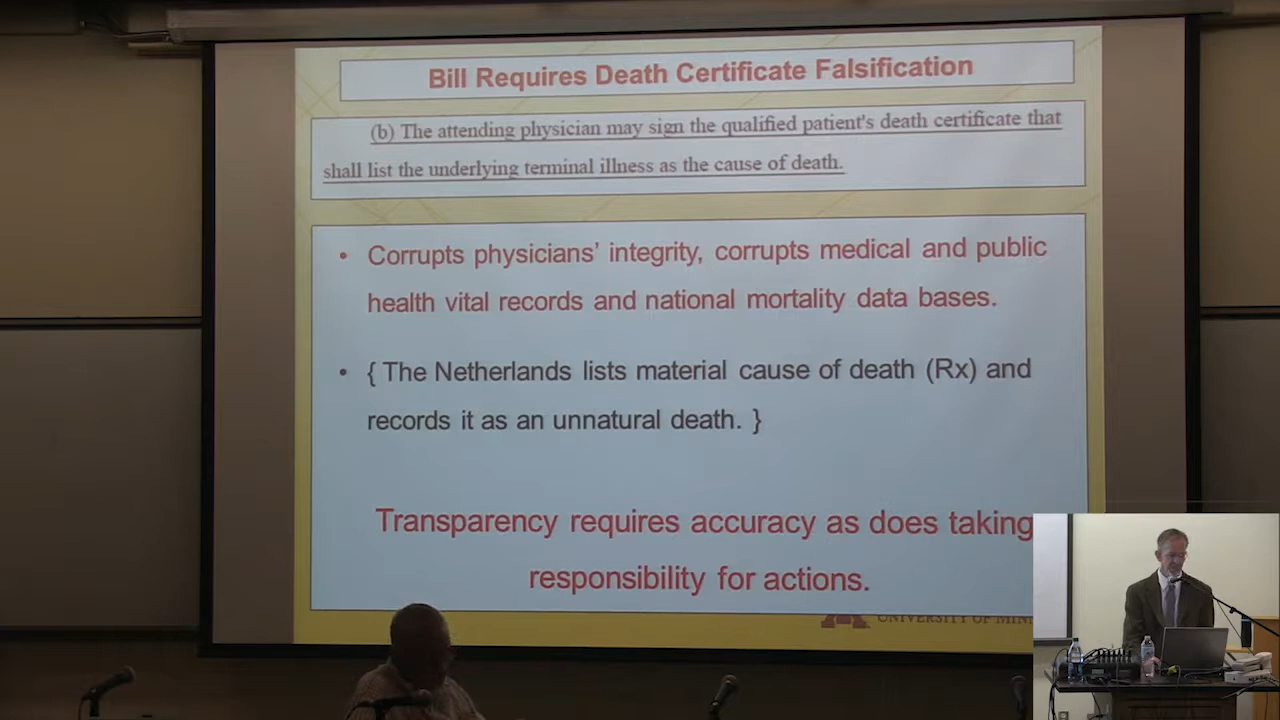 Bill Requires Death Certificate Falsification
(b) The attending physician may sign the qualified patient's death certificate that
shall list the underlying terminal illness as the cause of death.
• Corrupts physicians' integrity, corrupts medical and public
health vital records and national mortality data bases.
• { The Netherlands lists material cause of death (Rx) and
records it as an unnatural death. }
Transparency requires accuracy as does taking
responsibility for actions.
UNIVERSITY OF MIN